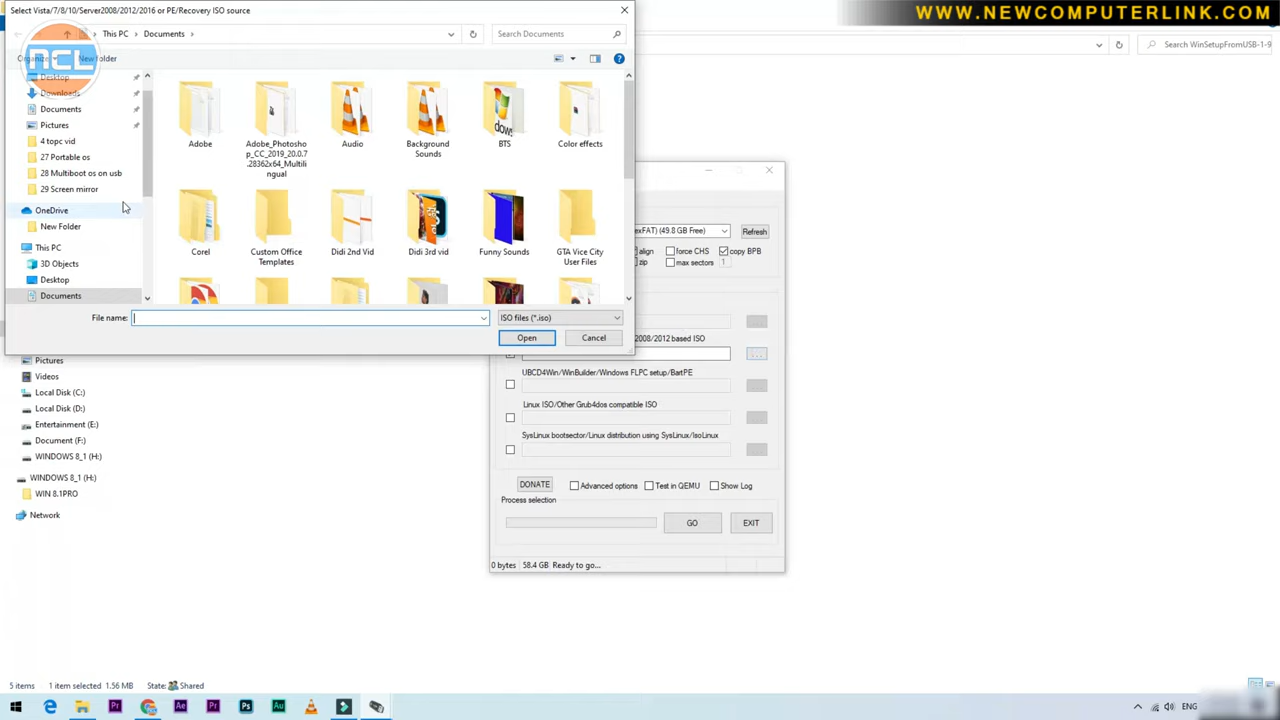 Select Vista/7/8/10/Server2008/2012/2016 or PE/Recovery ISO source
WWW.NEWCOMPUTERLINK.COM
This PC > Documents >
Search Documents
Search WinSetupFromUSB-1-9
NCL
Organize
New folder
Desktop
Downloads
Documents
Pictures
4 topc vid
27 Portable os
28 Multiboot os on usb
29 Screen mirror
OneDrive
New Folder
This PC
3D Objects
Desktop
Documents
Adobe
Adobe_Photosho
p_CC_2019_20.0.7
.28362x64_Multili
ngual
Audio
Background
Sounds
BTS
Color effects
Corel
Custom Office
Templates
Didi 2nd Vid
Didi 3rd vid
Funny Sounds
GTA Vice City
User Files
File name:
ISO files (*.iso)
Open
Cancel
exFAT) (49.8 GB Free)
Refresh
align
force CHS
copy BPB
zip
max sectors
1
2008/2012 based ISO
...
UBCD4Win/WinBuilder/Windows FLPC setup/BartPE
Linux ISO/Other Grub4dos compatible ISO
SysLinux bootsector/Linux distribution using SysLinux/IsoLinux
DONATE
Advanced options
Test in QEMU
Show Log
Process selection
GO
EXIT
0 bytes
58.4 GB Ready to go...
Pictures
Videos
Local Disk (C:)
Local Disk (D:)
Entertainment (E:)
Document (F:)
WINDOWS 8_1 (H:)
WINDOWS 8_1 (H:)
WIN 8.1PRO
Network
5 items
1 item selected 1.56 MB
State: Shared
ENG